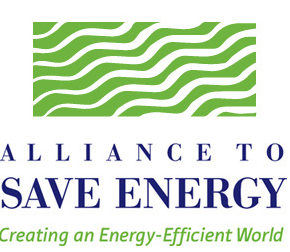 ALLIANCE TO
SAVE ENERGY
Creating an Energy-Efficient World